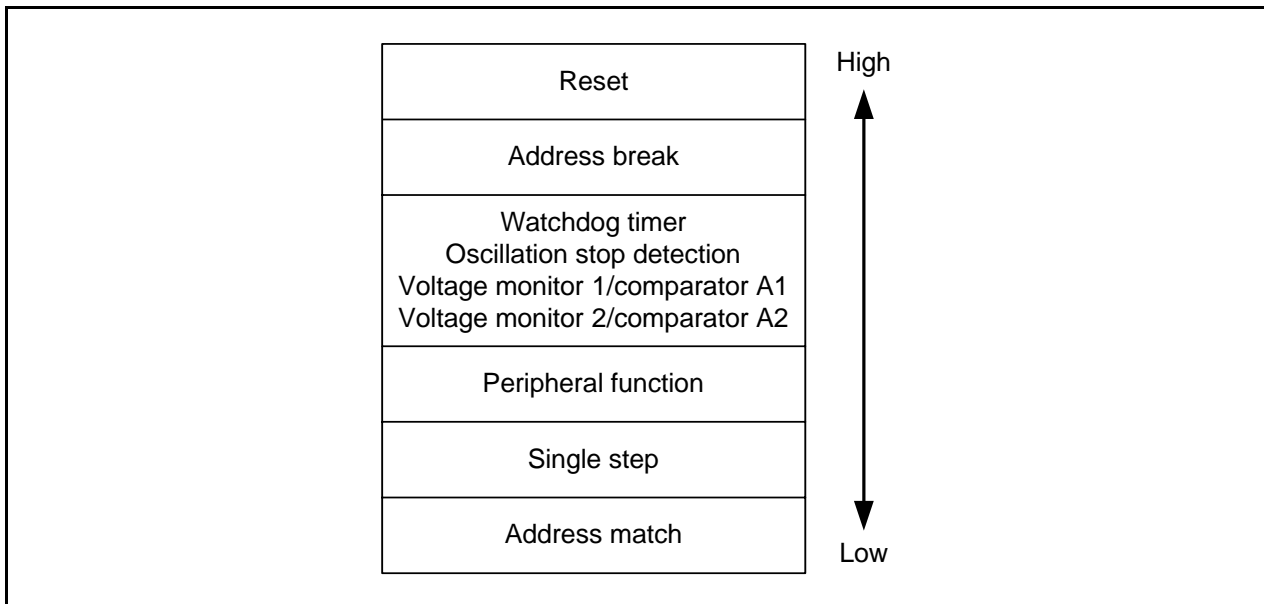 Reset
High
Address break
Watchdog timer
Oscillation stop detection
Voltage monitor 1/comparator A1
Voltage monitor 2/comparator A2
Peripheral function
Single step
Address match
Low